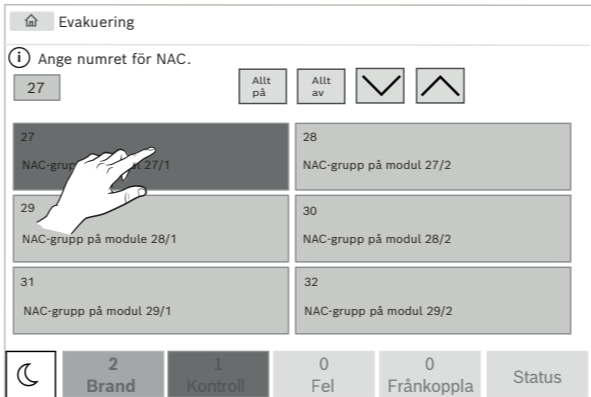 Evakuering
i Ange numret för NAC.
27
Allt på
Allt av
27
28
NAC-grupp t 27/1
NAC-grupp på modul 27/2
29
30
NAC-grupp på module 28/1
NAC-grupp på modul 28/2
31
32
NAC-grupp på modul 29/1
NAC-grupp på modul 29/2
2 Brand
1 Kontroll
0 Fel
0 Frånkoppla
Status